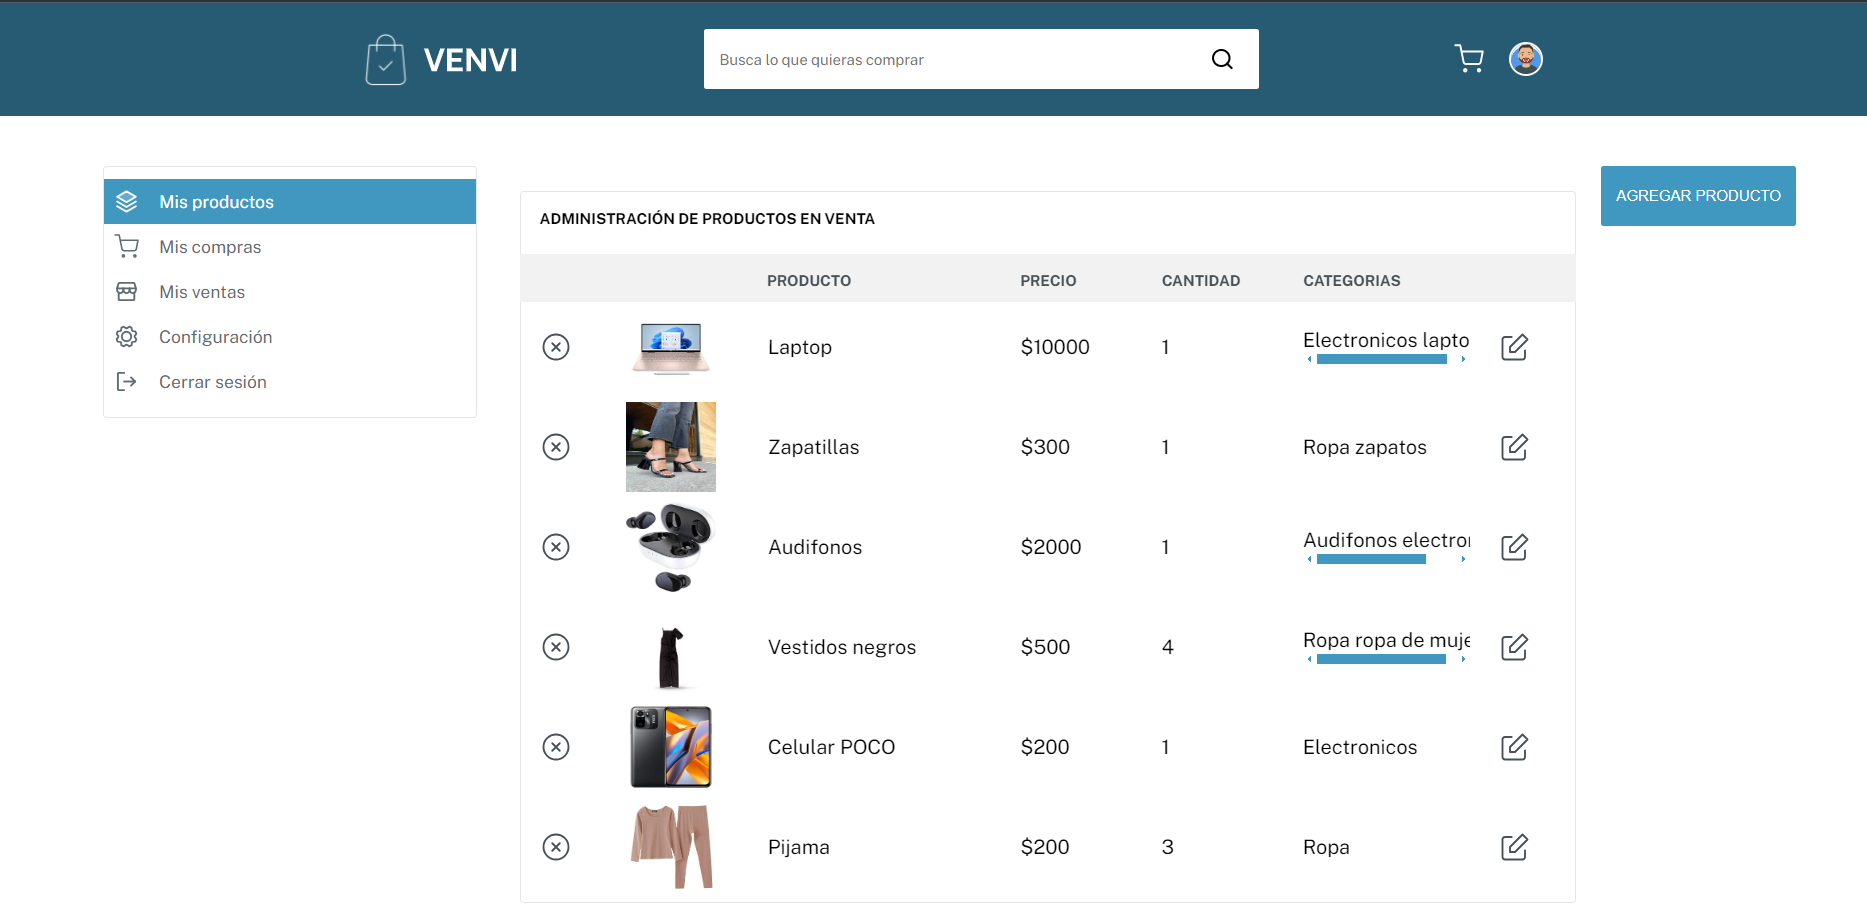 VENVI
Busca lo que quieras comprar
Mis productos
Mis compras
Mis ventas
Configuración
Cerrar sesión
AGREGAR PRODUCTO
ADMINISTRACIÓN DE PRODUCTOS EN VENTA
PRODUCTO PRECIO CANTIDAD CATEGORIAS
Laptop $10000 1 Electronicos lapto
Zapatillas $300 1 Ropa zapatos
Audifonos $2000 1 Audifonos electro
Vestidos negros $500 4 Ropa ropa de muje
Celular POCO $200 1 Electronicos
Pijama $200 3 Ropa